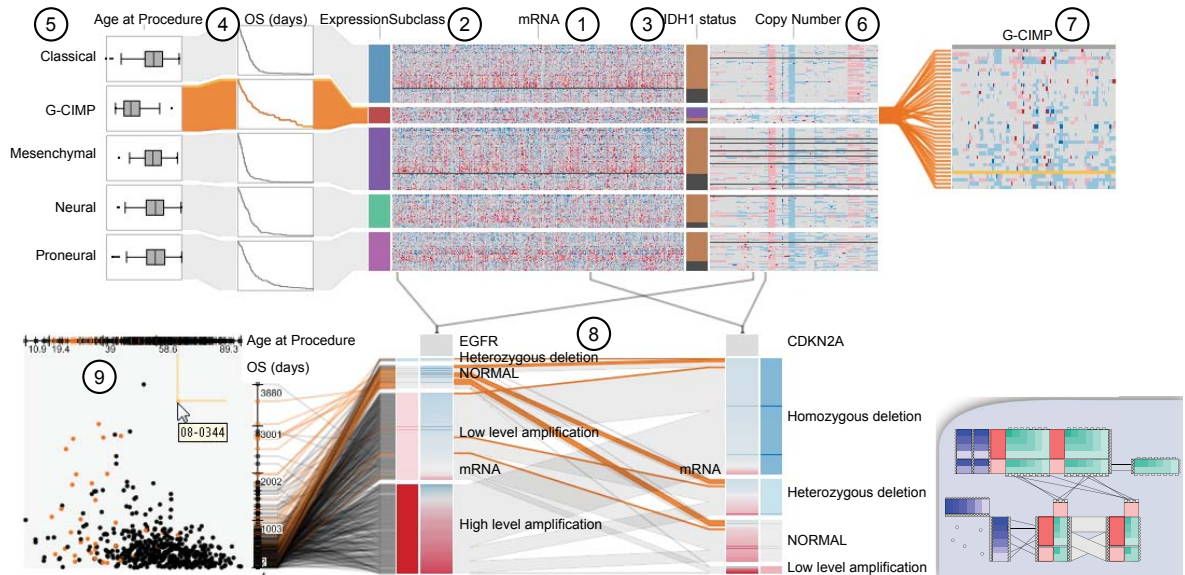 5
Age at Procedure
4
OS (days)
ExpressionSubclass
2
mRNA
1
3
IDH1 status
Copy Number
6
7
G-CIMP
Classical
G-CIMP
Mesenchymal
Neural
Proneural
8
Age at Procedure
10.9 19.4 39 58.6 89.3
9
OS (days)
3880
3001
2002
1003
08-0344
EGFR
Heterozygous deletion
NORMAL
Low level amplification
mRNA
High level amplification
CDKN2A
Homozygous deletion
mRNA
Heterozygous deletion
NORMAL
Low level amplification